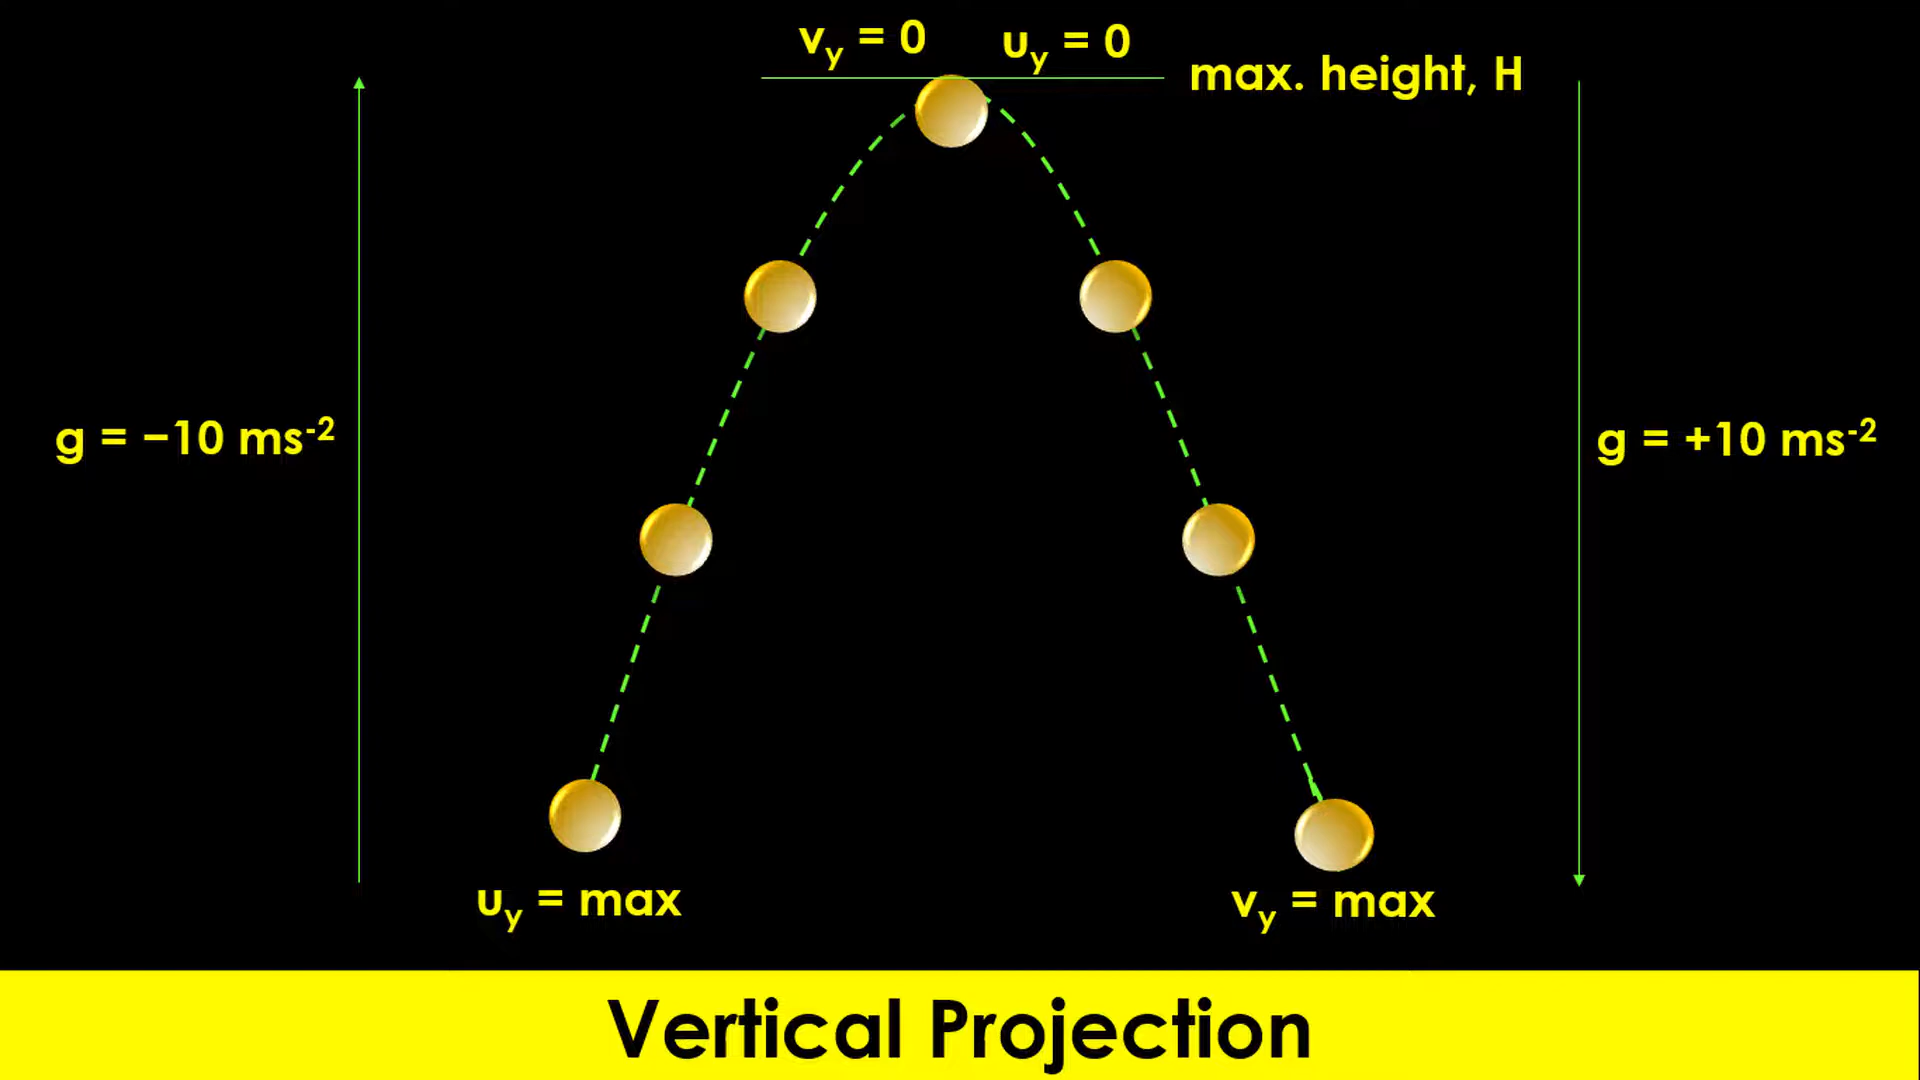 vy = 0
uy = 0
max. height, H
g = −10 ms-2
g = +10 ms-2
uy = max
vy = max
Vertical Projection